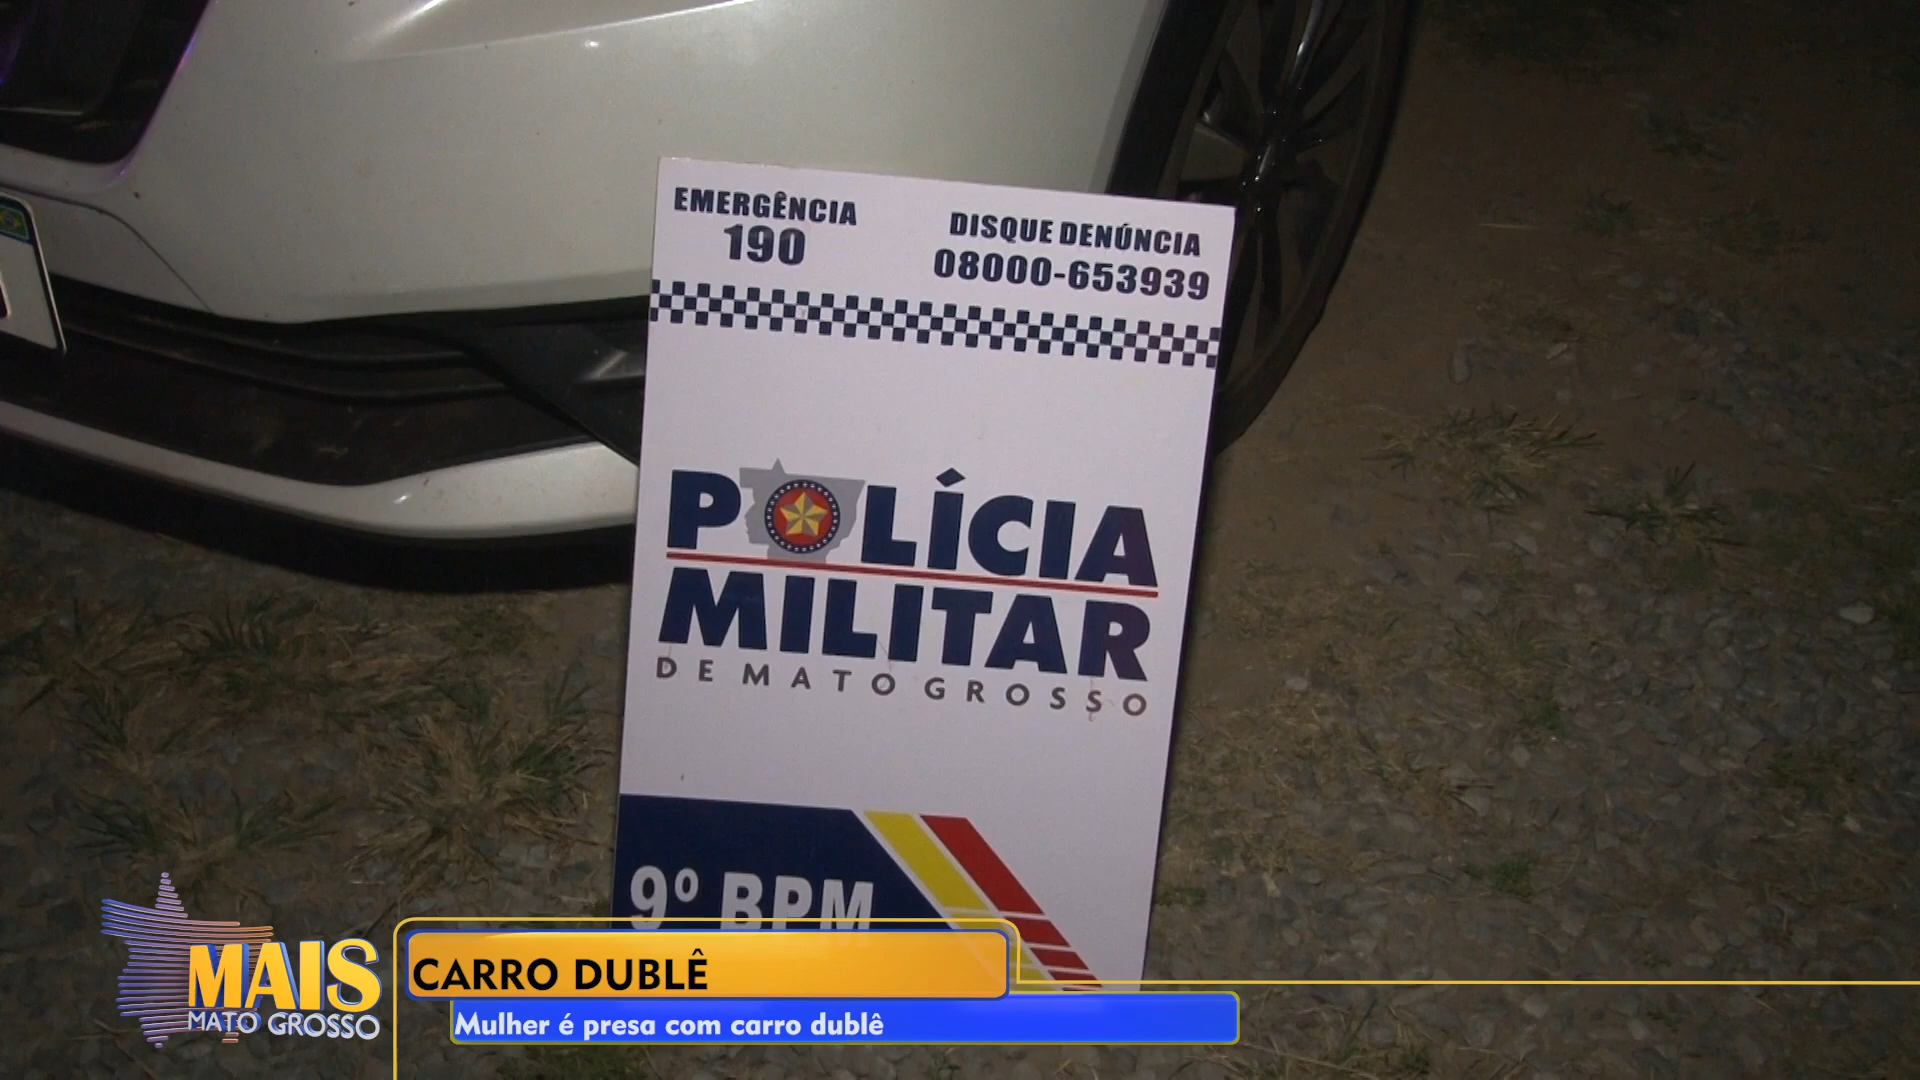 EMERGÊNCIA
190
DISQUE DENÚNCIA
08000-653939
POLÍCIA
MILITAR
DE MATO GROSSO
9º BPM
MAIS
MATO GROSSO
CARRO DUBLÊ
Mulher é presa com carro dublê